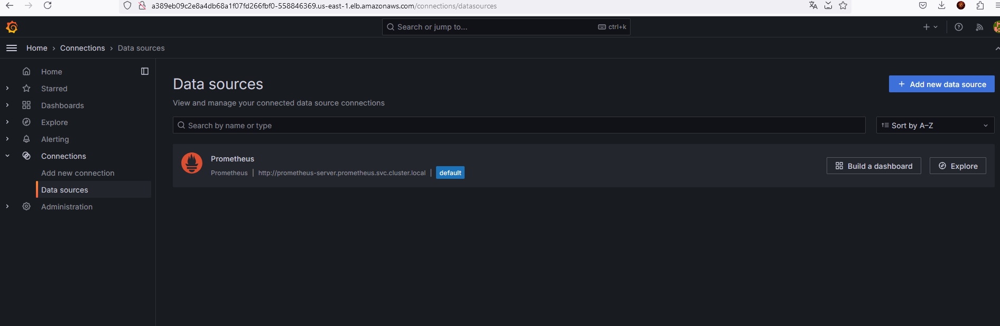 a389eb09c2e8a4db68a1f07fd266fbf0-558846369.us-east-1.elb.amazonaws.com/connections/datasources
Search or jump to... ctrl+k
Home › Connections › Data sources
Home
Starred
Dashboards
Explore
Alerting
Connections
Add new connection
Data sources
Administration
Data sources
Add new data source
View and manage your connected data source connections
Search by name or type
Sort by A–Z
Prometheus
Prometheus | http://prometheus-server.prometheus.svc.cluster.local | default
Build a dashboard
Explore